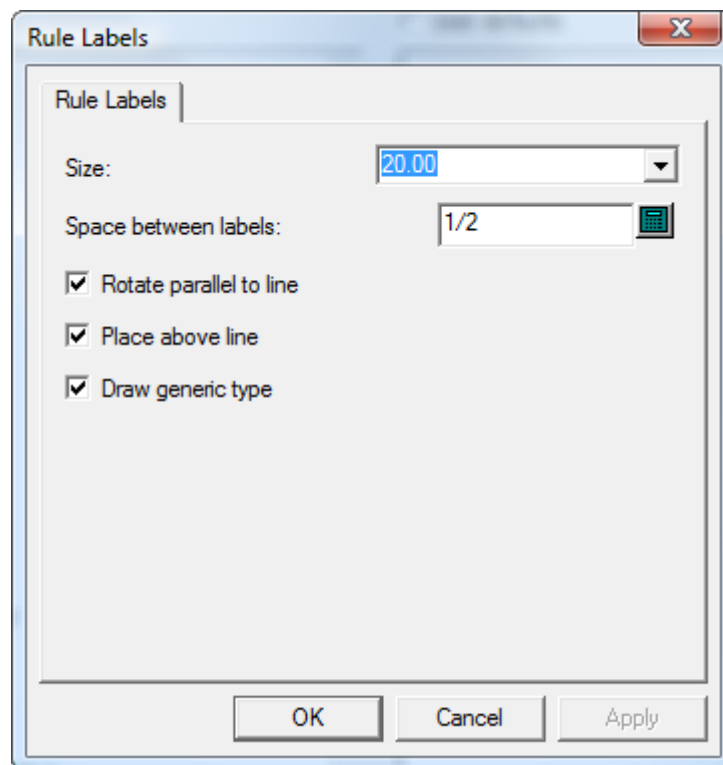 Rule Labels
Rule Labels
Size: 20.00
Space between labels: 1/2
Rotate parallel to line
Place above line
Draw generic type
OK Cancel Apply